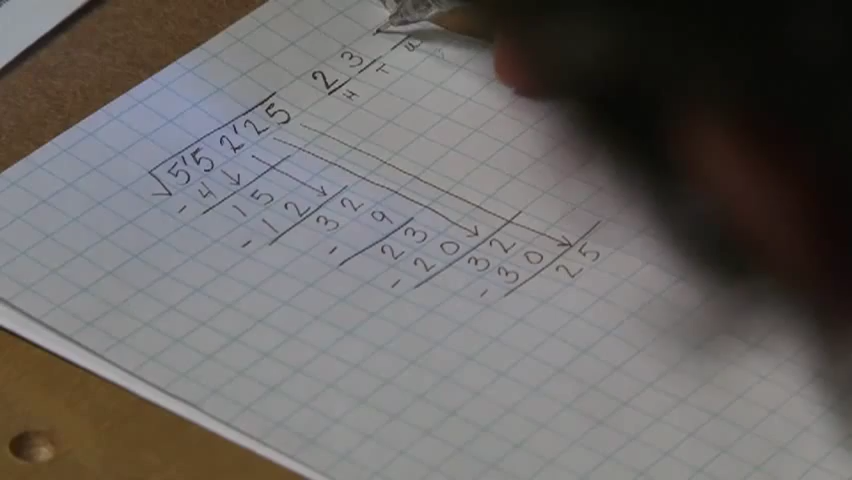 2 3
H T U
√5'5 2'2 5
- 4
1 5
- 1 2
3 2
- 9
2 3
- 2 0
3 2
- 3 0
2 5